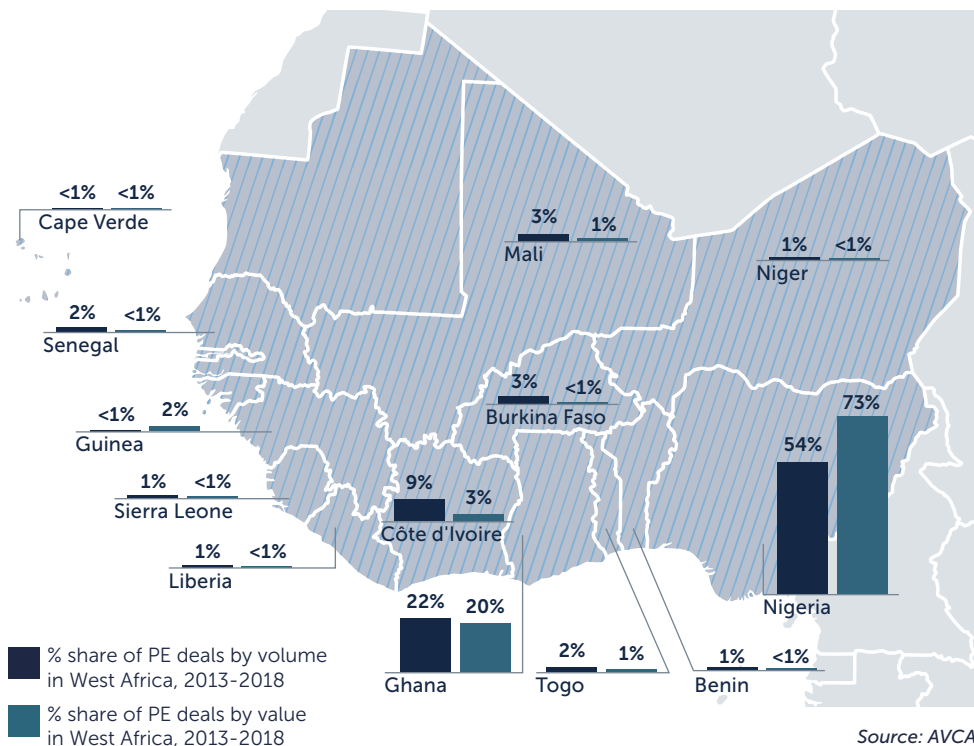 <1% <1%
Cape Verde
3% 1%
Mali
1% <1%
Niger
2% <1%
Senegal
3% <1%
Burkina Faso
54% 73%
Nigeria
<1% 2%
Guinea
1% <1%
Sierra Leone
9% 3%
Côte d'Ivoire
1% <1%
Liberia
22% 20%
Ghana
2% 1%
Togo
1% <1%
Benin
% share of PE deals by volume
in West Africa, 2013-2018
% share of PE deals by value
in West Africa, 2013-2018
Source: AVCA